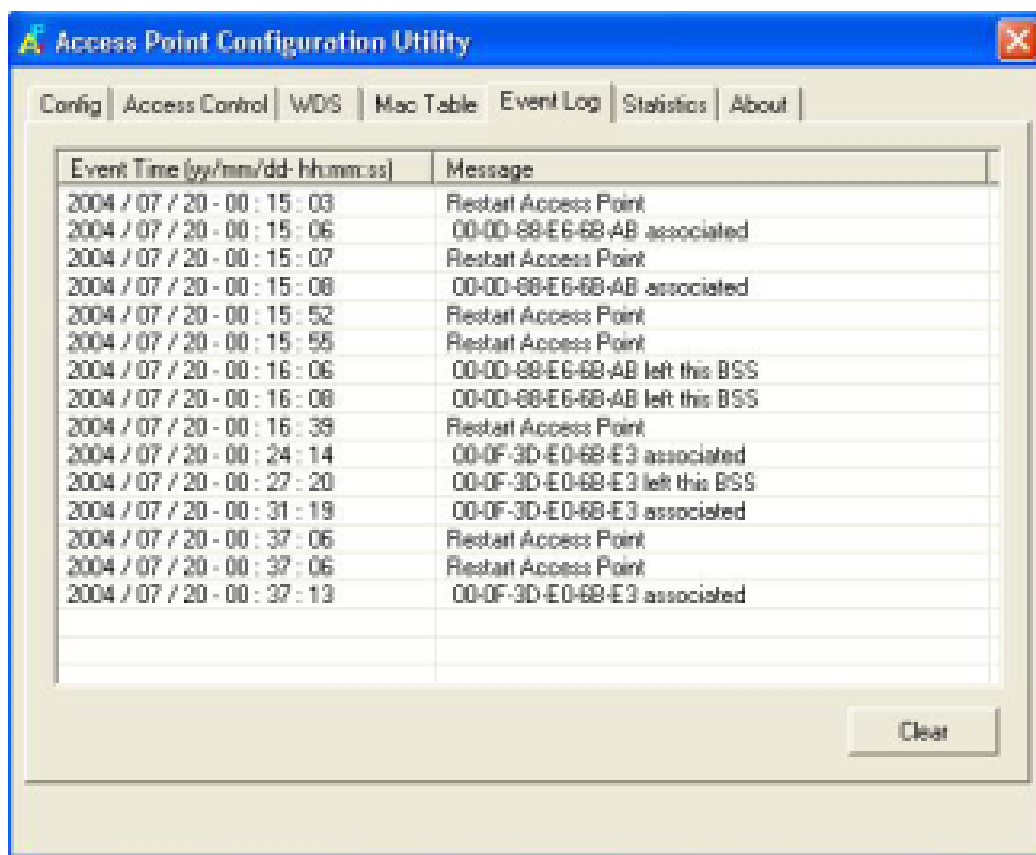 Access Point Configuration Utility
Config Access Control WDS Mac Table Event Log Statistics About
Event Time (yy/mm/dd- hh:mm:ss) Message
2004 / 07 / 20 - 00 : 15 : 03 Restart Access Point
2004 / 07 / 20 - 00 : 15 : 06 00-0D-88-E6-6B-AB associated
2004 / 07 / 20 - 00 : 15 : 07 Restart Access Point
2004 / 07 / 20 - 00 : 15 : 08 00-0D-88-E6-6B-AB associated
2004 / 07 / 20 - 00 : 15 : 52 Restart Access Point
2004 / 07 / 20 - 00 : 15 : 55 Restart Access Point
2004 / 07 / 20 - 00 : 16 : 06 00-0D-88-E6-6B-AB left this BSS
2004 / 07 / 20 - 00 : 16 : 08 00-0D-88-E6-6B-AB left this BSS
2004 / 07 / 20 - 00 : 16 : 39 Restart Access Point
2004 / 07 / 20 - 00 : 24 : 14 00-0F-3D-E0-6B-E3 associated
2004 / 07 / 20 - 00 : 27 : 20 00-0F-3D-E0-6B-E3 left this BSS
2004 / 07 / 20 - 00 : 31 : 19 00-0F-3D-E0-6B-E3 associated
2004 / 07 / 20 - 00 : 37 : 06 Restart Access Point
2004 / 07 / 20 - 00 : 37 : 06 Restart Access Point
2004 / 07 / 20 - 00 : 37 : 13 00-0F-3D-E0-6B-E3 associated
Clear